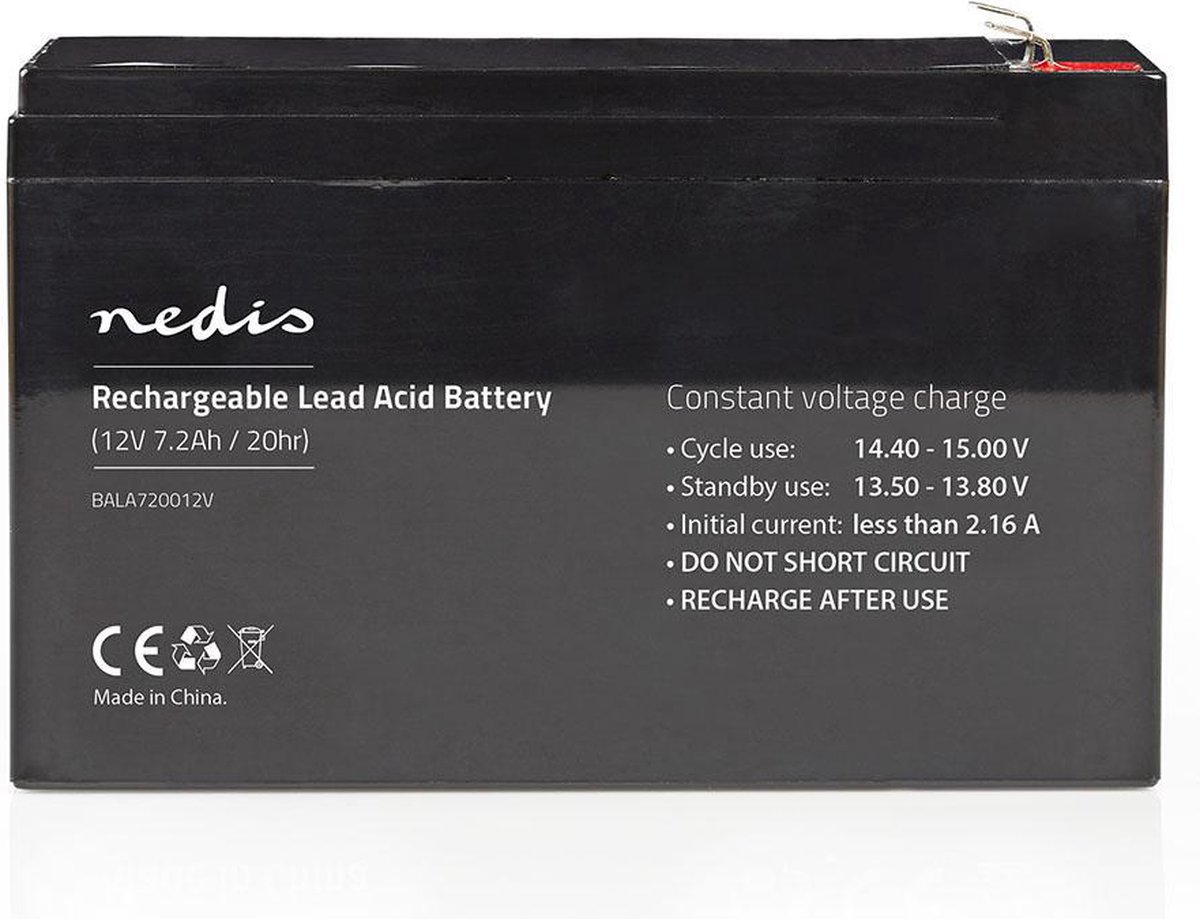 nedis
Rechargeable Lead Acid Battery
(12V 7.2Ah / 20hr)
BALA720012V
CE
Made in China.
Constant voltage charge
• Cycle use: 14.40 - 15.00 V
• Standby use: 13.50 - 13.80 V
• Initial current: less than 2.16 A
• DO NOT SHORT CIRCUIT
• RECHARGE AFTER USE